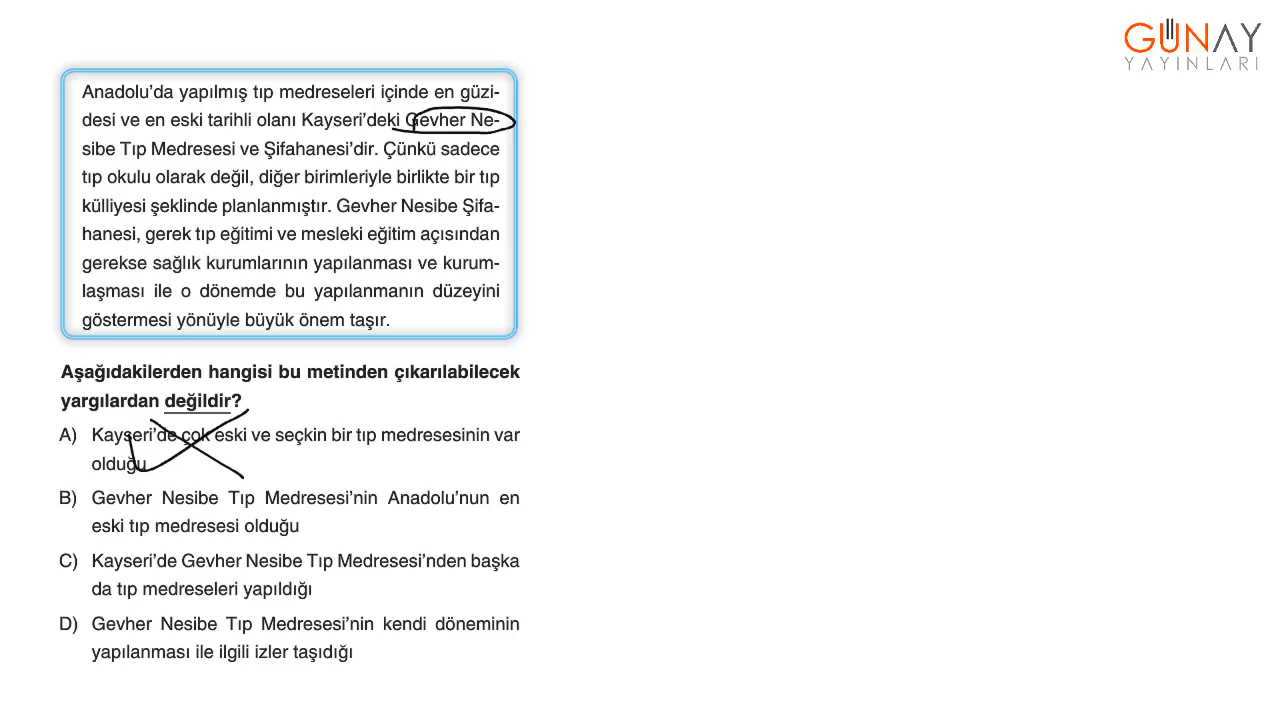 GÜNAY
YAYINLARI
Anadolu’da yapılmış tıp medreseleri içinde en güzi-
desi ve en eski tarihli olanı Kayseri’deki Gevher Ne-
sibe Tıp Medresesi ve Şifahanesi’dir. Çünkü sadece
tıp okulu olarak değil, diğer birimleriyle birlikte bir tıp
külliyesi şeklinde planlanmıştır. Gevher Nesibe Şifa-
hanesi, gerek tıp eğitimi ve mesleki eğitim açısından
gerekse sağlık kurumlarının yapılanması ve kurum-
laşması ile o dönemde bu yapılanmanın düzeyini
göstermesi yönüyle büyük önem taşır.
Aşağıdakilerden hangisi bu metinden çıkarılabilecek
yargılardan değildir?
A) Kayseri’de çok eski ve seçkin bir tıp medresesinin var
olduğu
B) Gevher Nesibe Tıp Medresesi’nin Anadolu’nun en
eski tıp medresesi olduğu
C) Kayseri’de Gevher Nesibe Tıp Medresesi’nden başka
da tıp medreseleri yapıldığı
D) Gevher Nesibe Tıp Medresesi’nin kendi döneminin
yapılanması ile ilgili izler taşıdığı